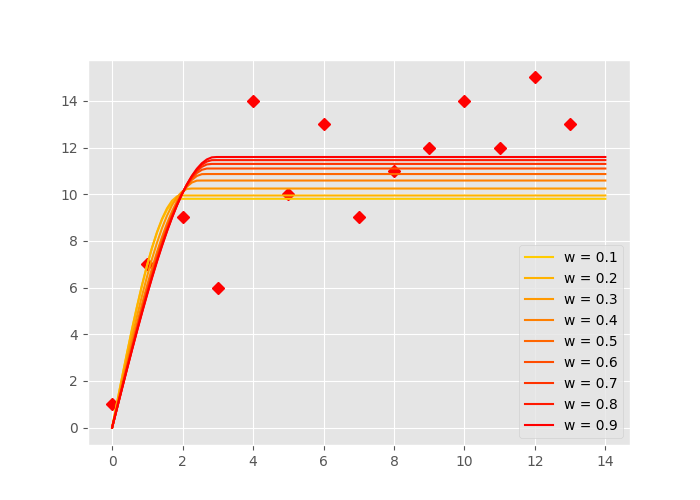 14
12
10
8
6
4
2
0
w = 0.1
w = 0.2
w = 0.3
w = 0.4
w = 0.5
w = 0.6
w = 0.7
w = 0.8
w = 0.9
0 2 4 6 8 10 12 14